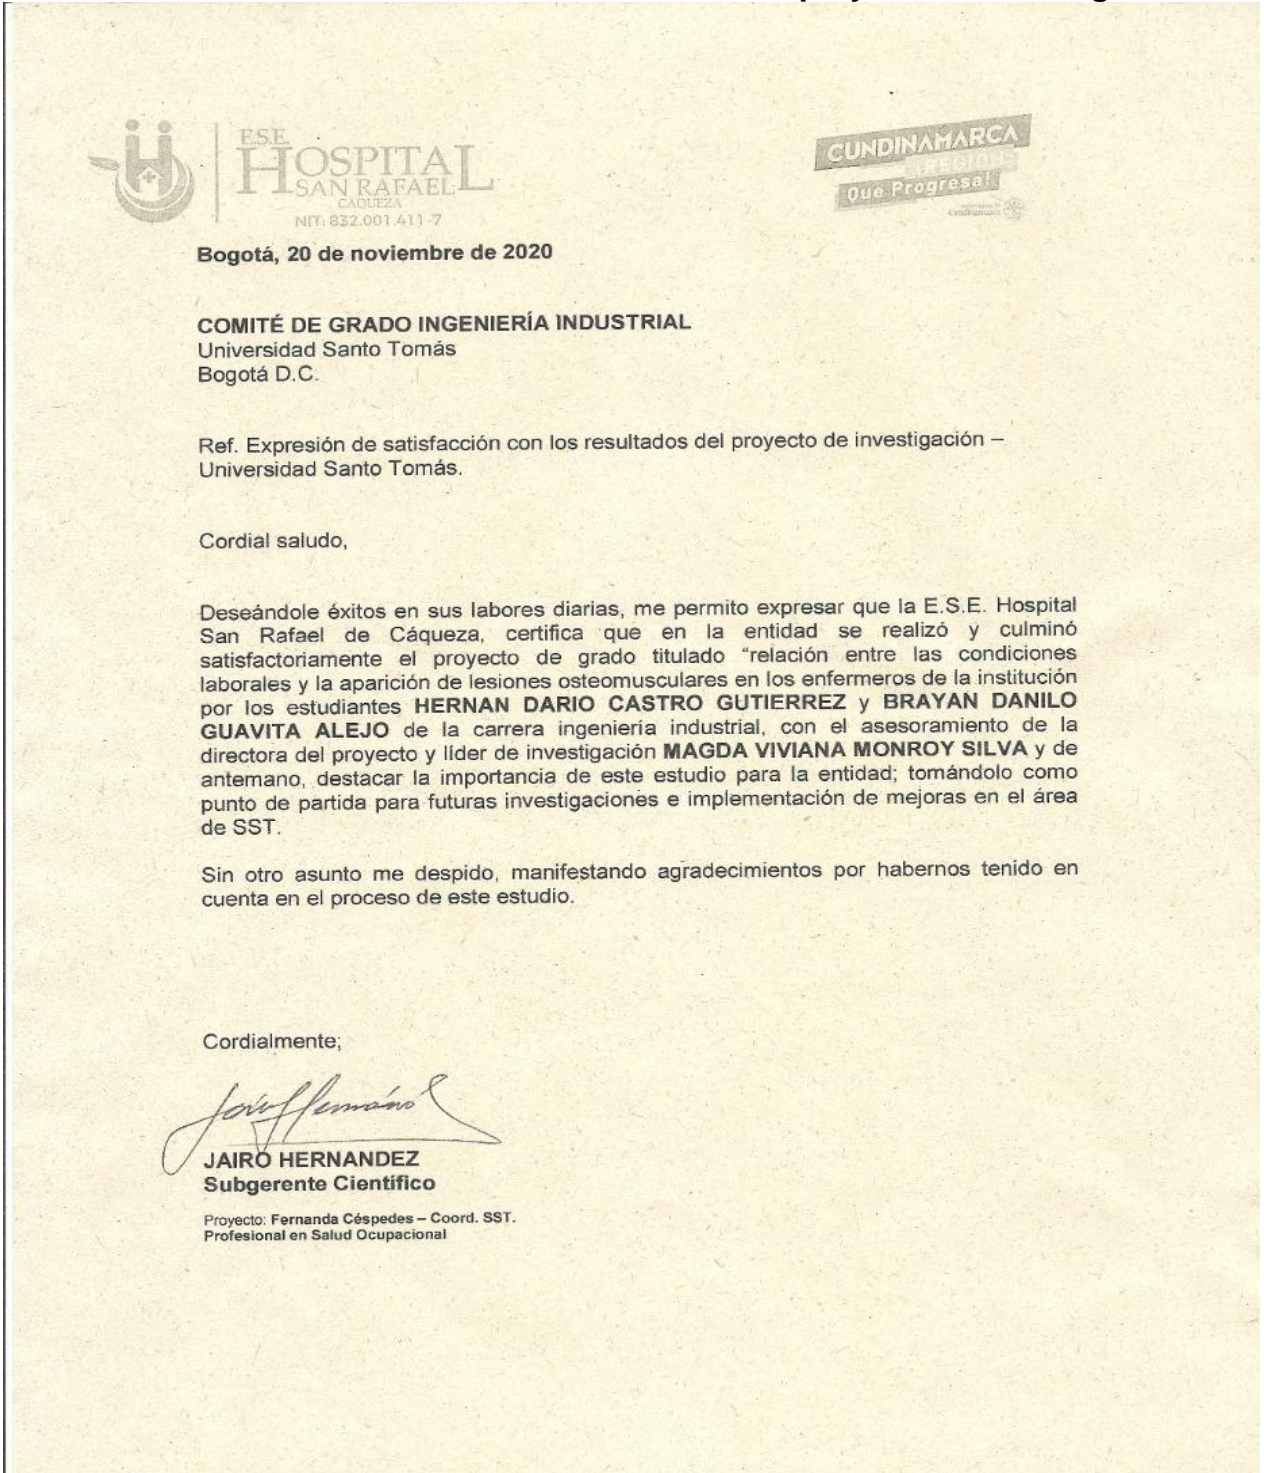 E.S.E.
HOSPITAL
SAN RAFAEL
CAQUEZA
NIT: 832.001.411-7
CUNDINAMARCA
REGIÓN
Que Progresa!
Cundinamarca
Bogotá, 20 de noviembre de 2020
COMITÉ DE GRADO INGENIERÍA INDUSTRIAL
Universidad Santo Tomás
Bogotá D.C.
Ref. Expresión de satisfacción con los resultados del proyecto de investigación –
Universidad Santo Tomás.
Cordial saludo,
Deseándole éxitos en sus labores diarias, me permito expresar que la E.S.E. Hospital
San Rafael de Cáqueza, certifica que en la entidad se realizó y culminó
satisfactoriamente el proyecto de grado titulado “relación entre las condiciones
laborales y la aparición de lesiones osteomusculares en los enfermeros de la institución
por los estudiantes HERNAN DARIO CASTRO GUTIERREZ y BRAYAN DANILO
GUAVITA ALEJO de la carrera ingeniería industrial, con el asesoramiento de la
directora del proyecto y líder de investigación MAGDA VIVIANA MONROY SILVA y de
antemano, destacar la importancia de este estudio para la entidad; tomándolo como
punto de partida para futuras investigaciones e implementación de mejoras en el área
de SST.
Sin otro asunto me despido, manifestando agradecimientos por habernos tenido en
cuenta en el proceso de este estudio.
Cordialmente;
JAIRO HERNANDEZ
Subgerente Científico
Proyecto: Fernanda Céspedes – Coord. SST.
Profesional en Salud Ocupacional